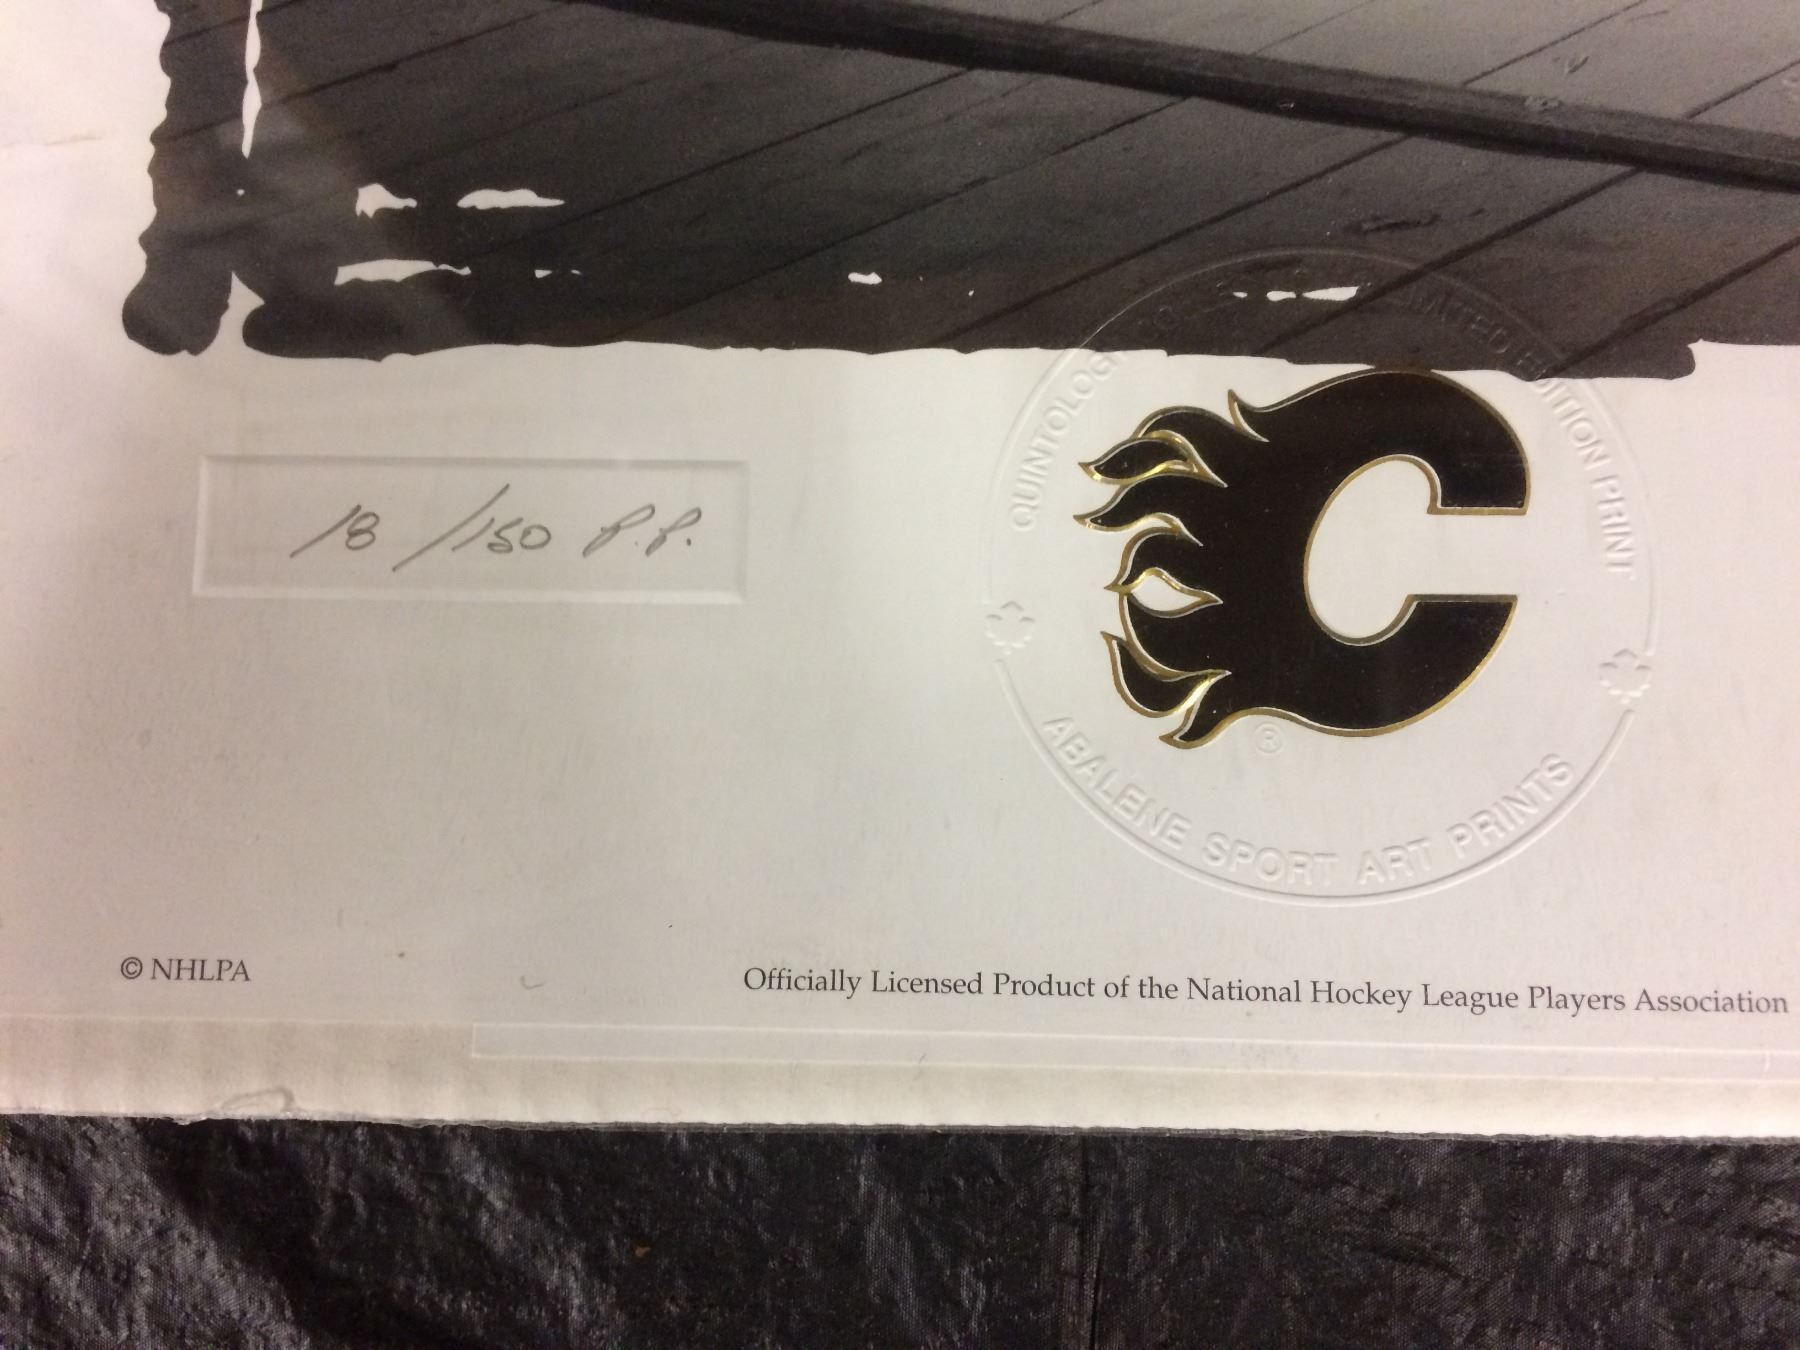 18 /150 P.P.
QUINTOLOGY
LIMITED EDITION PRINT
ABALENE SPORT ART PRINTS
®
© NHLPA
Officially Licensed Product of the National Hockey League Players Association